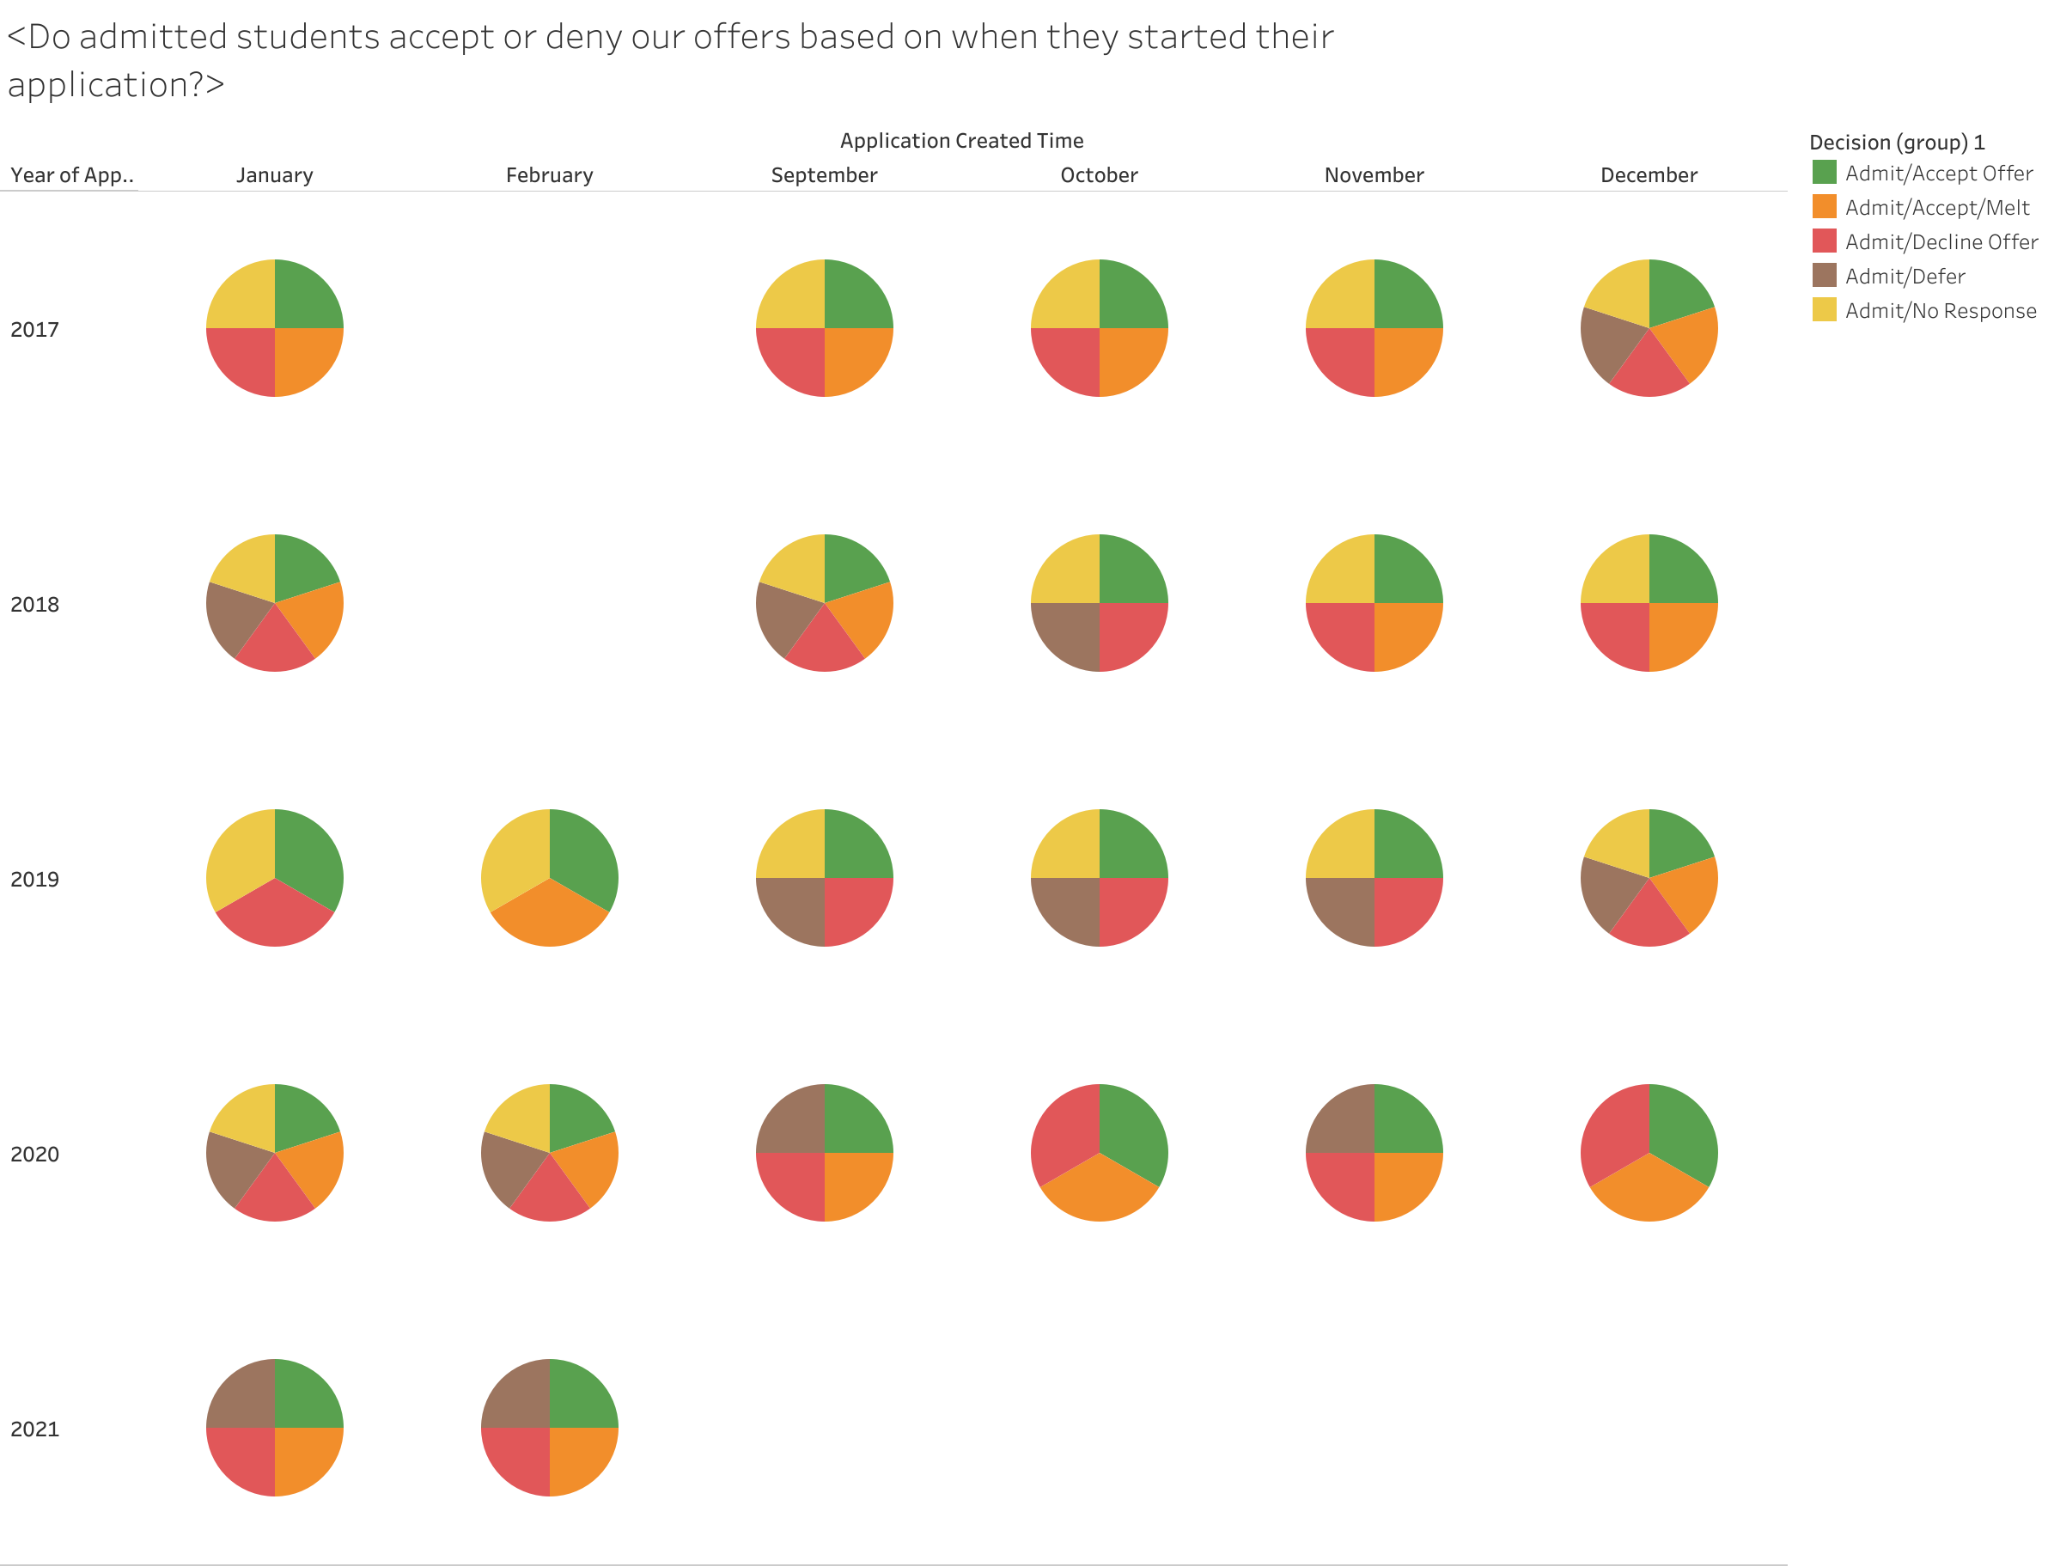 <Do admitted students accept or deny our offers based on when they started their
application?>
Application Created Time
Year of App..
January
February
September
October
November
December
2017
2018
2019
2020
2021
Decision (group) 1
Admit/Accept Offer
Admit/Accept/Melt
Admit/Decline Offer
Admit/Defer
Admit/No Response